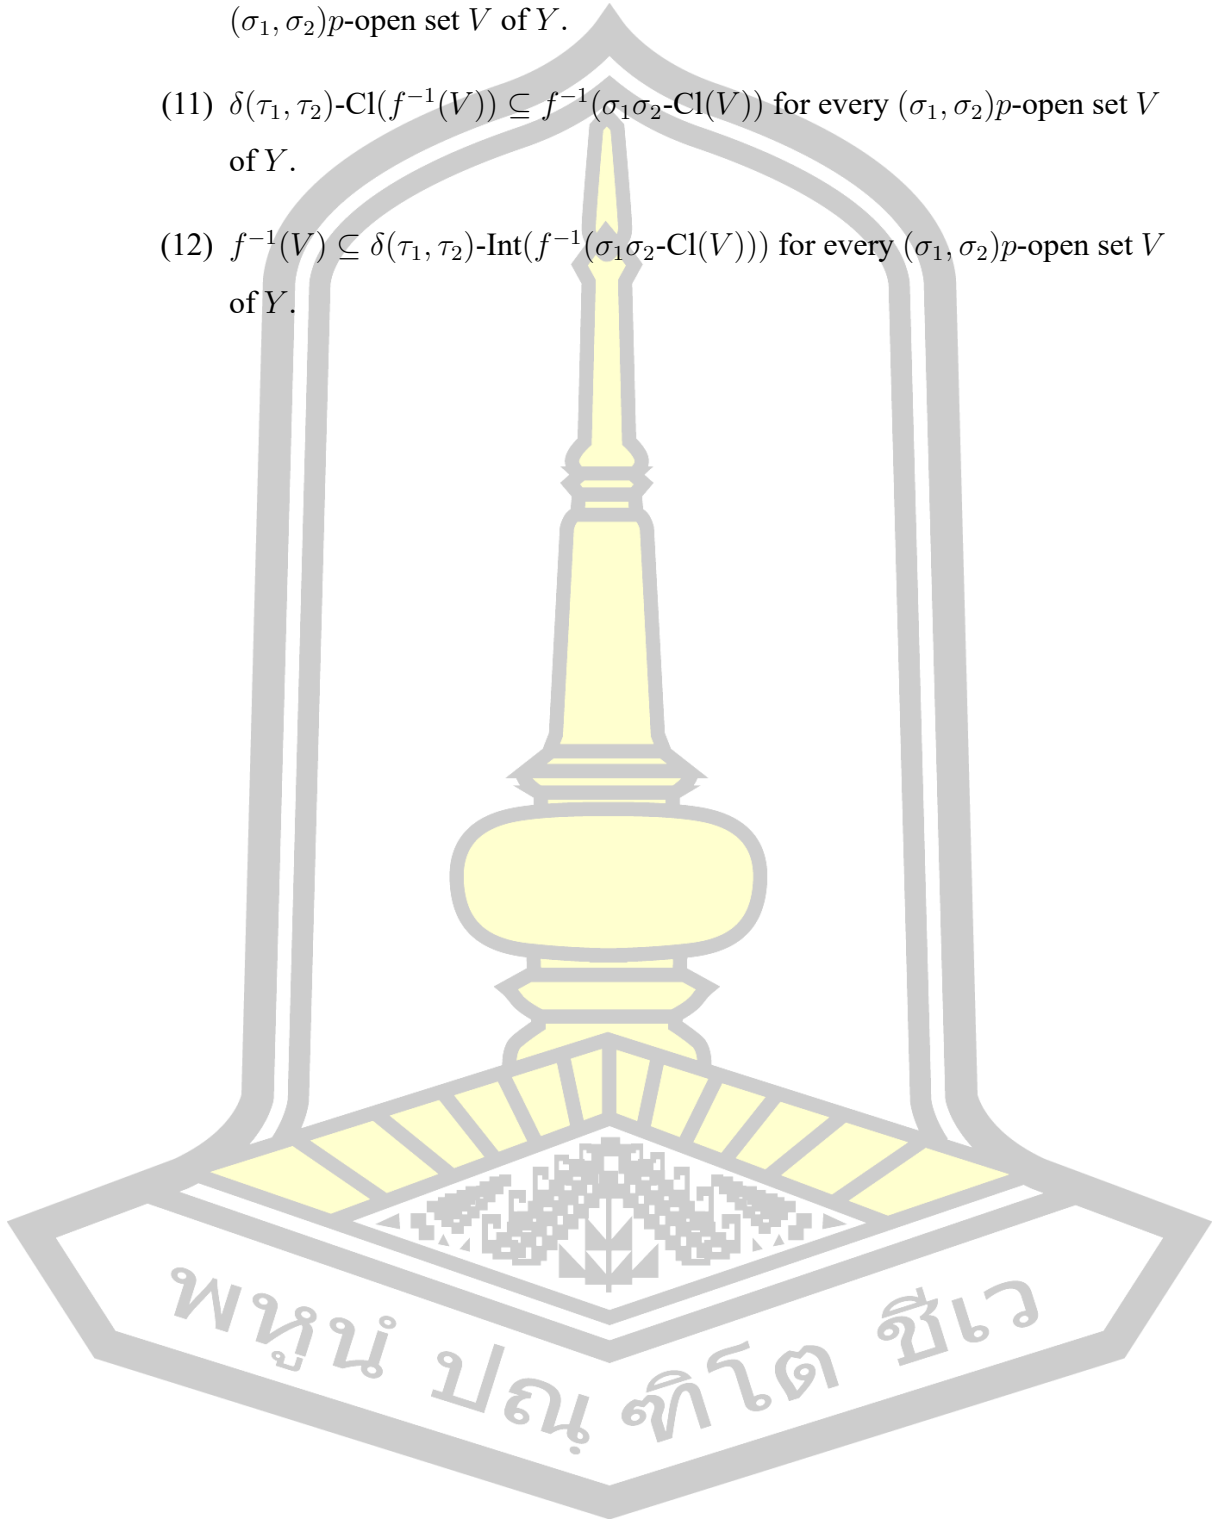 (σ₁, σ₂)p-open set V of Y.
(11) δ(τ₁, τ₂)-Cl(f⁻¹(V)) ⊆ f⁻¹(σ₁σ₂-Cl(V)) for every (σ₁, σ₂)p-open set V
of Y.
(12) f⁻¹(V) ⊆ δ(τ₁, τ₂)-Int(f⁻¹(σ₁σ₂-Cl(V))) for every (σ₁, σ₂)p-open set V
of Y.
พหูนํ ปณฺฑิโต ชีเว